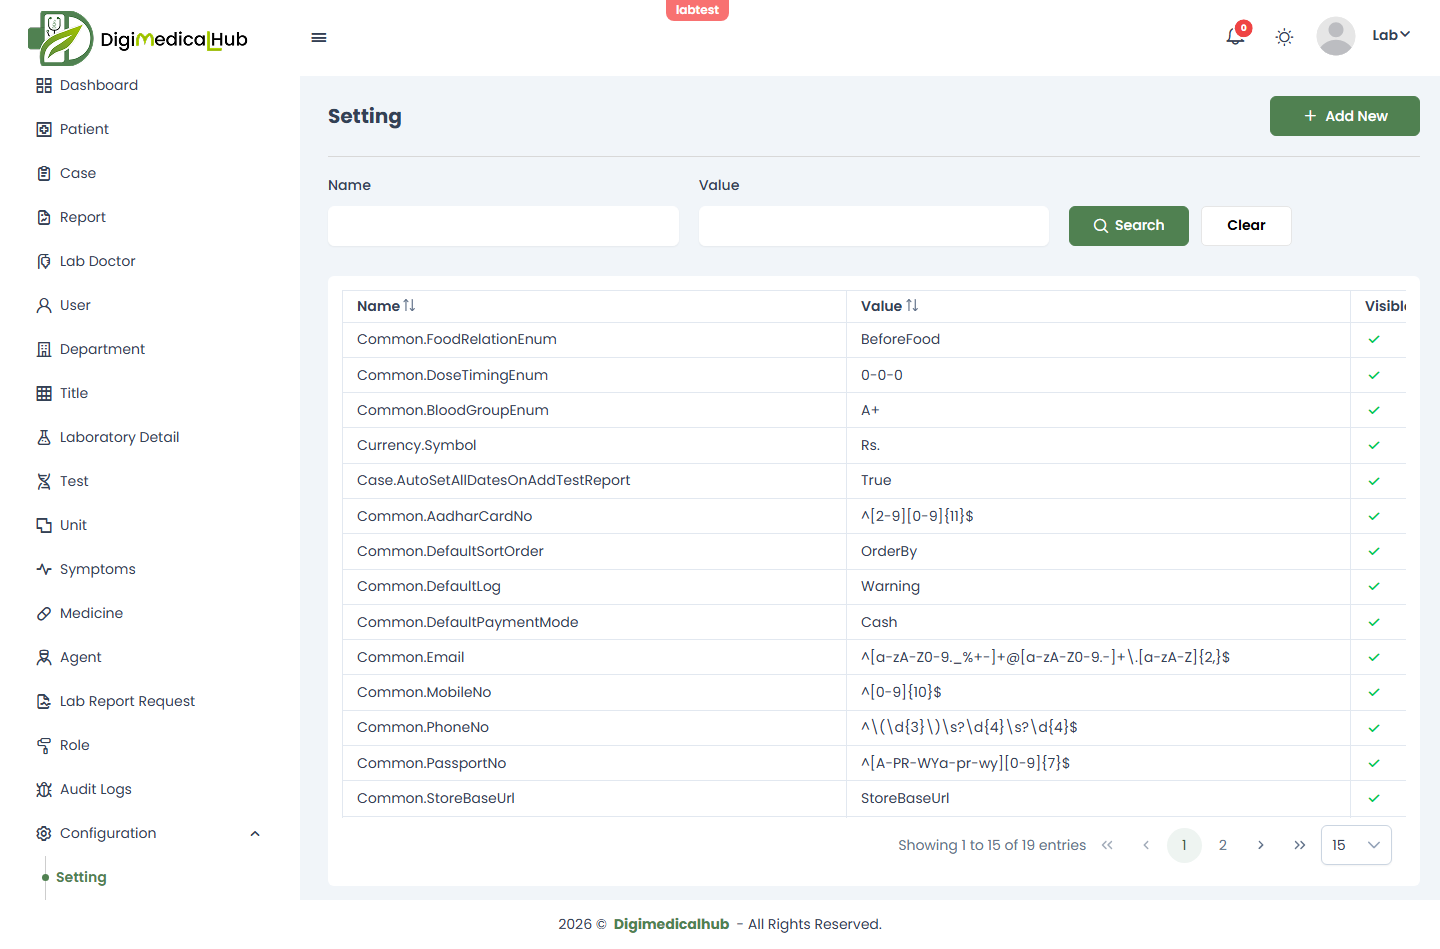 labtest
DigiMedicalHub
0
Lab
Dashboard
Patient
Case
Report
Lab Doctor
User
Department
Title
Laboratory Detail
Test
Unit
Symptoms
Medicine
Agent
Lab Report Request
Role
Audit Logs
Configuration
Setting
Setting
+ Add New
Name Value
Search Clear
Name Value Visible
Common.FoodRelationEnum BeforeFood
Common.DoseTimingEnum 0-0-0
Common.BloodGroupEnum A+
Currency.Symbol Rs.
Case.AutoSetAllDatesOnAddTestReport True
Common.AadharCardNo ^[2-9][0-9]{11}$
Common.DefaultSortOrder OrderBy
Common.DefaultLog Warning
Common.DefaultPaymentMode Cash
Common.Email ^[a-zA-Z0-9._%+-]+@[a-zA-Z0-9.-]+\.[a-zA-Z]{2,}$
Common.MobileNo ^[0-9]{10}$
Common.PhoneNo ^\(\d{3}\)\s?\d{4}\s?\d{4}$
Common.PassportNo ^[A-PR-WYa-pr-wy][0-9]{7}$
Common.StoreBaseUrl StoreBaseUrl
Showing 1 to 15 of 19 entries « ‹ 1 2 › » 15
2026 © Digimedicalhub - All Rights Reserved.